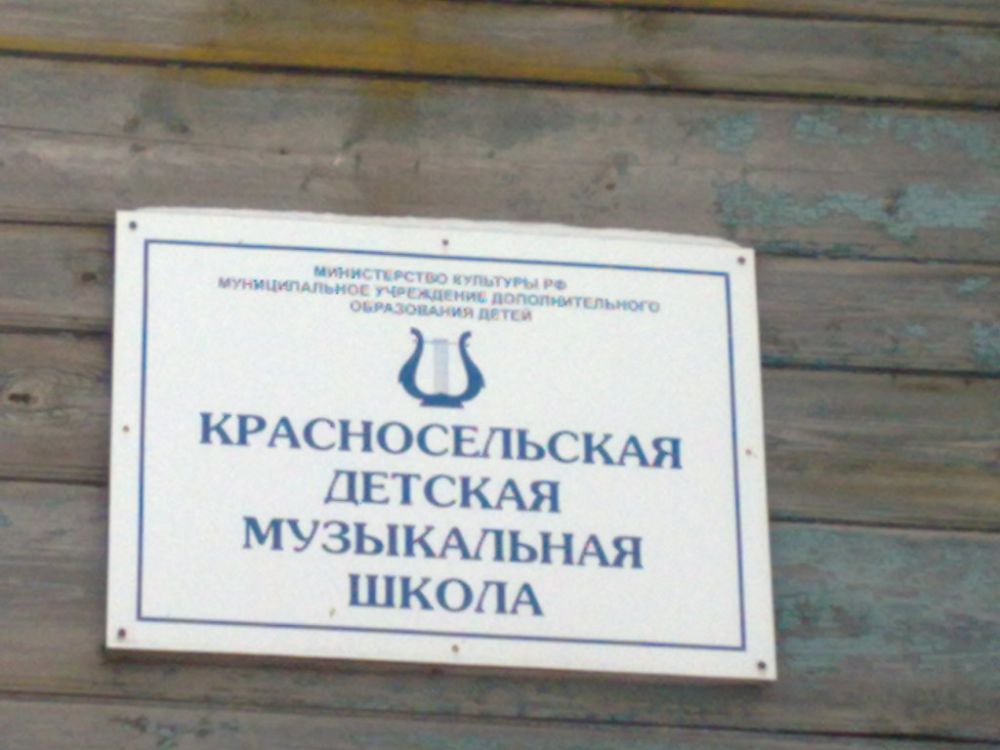 МИНИСТЕРСТВО КУЛЬТУРЫ РФ
МУНИЦИПАЛЬНОЕ УЧРЕЖДЕНИЕ ДОПОЛНИТЕЛЬНОГО
ОБРАЗОВАНИЯ ДЕТЕЙ
КРАСНОСЕЛЬСКАЯ
ДЕТСКАЯ
МУЗЫКАЛЬНАЯ
ШКОЛА